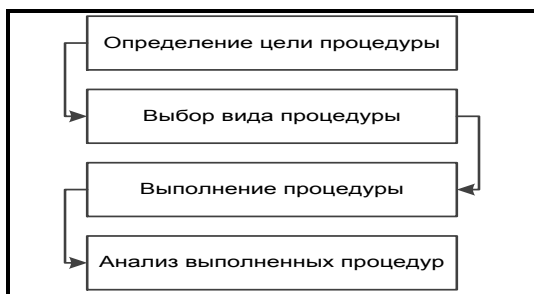 Определение цели процедуры
Выбор вида процедуры
Выполнение процедуры
Анализ выполненных процедур